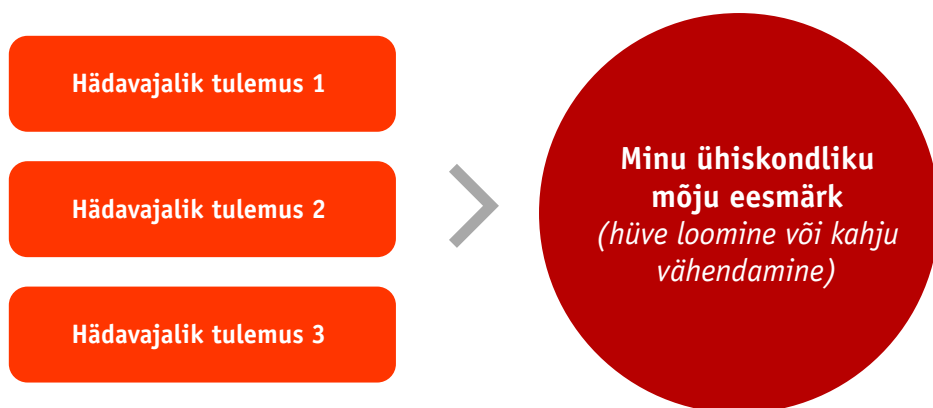 Hädavajalik tulemus 1
Hädavajalik tulemus 2
Hädavajalik tulemus 3
Minu ühiskondliku
mõju eesmärk
(hüve loomine või kahju
vähendamine)